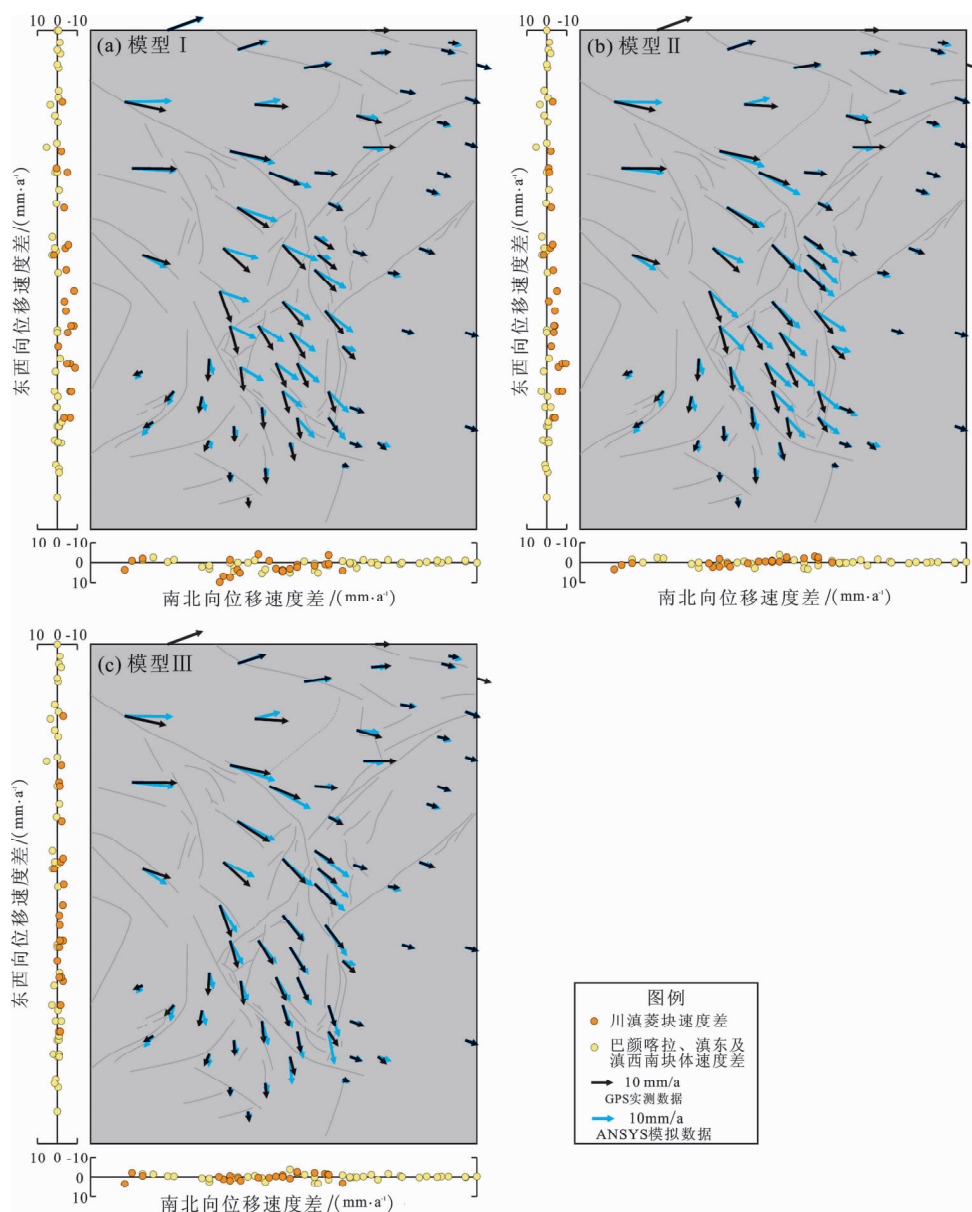 10 0 -10
(a) 模型 I
东西向位移速度差/(mm·a⁻¹)
10 0 -10
南北向位移速度差/(mm·a⁻¹)
10 0 -10
(b) 模型 II
东西向位移速度差/(mm·a⁻¹)
10 0 -10
南北向位移速度差/(mm·a⁻¹)
10 0 -10
(c) 模型III
东西向位移速度差/(mm·a⁻¹)
10 0 -10
南北向位移速度差/(mm·a⁻¹)
图例
川滇菱块速度差
巴颜喀拉、滇东及
滇西南块体速度差
10 mm/a
GPS实测数据
10mm/a
ANSYS模拟数据